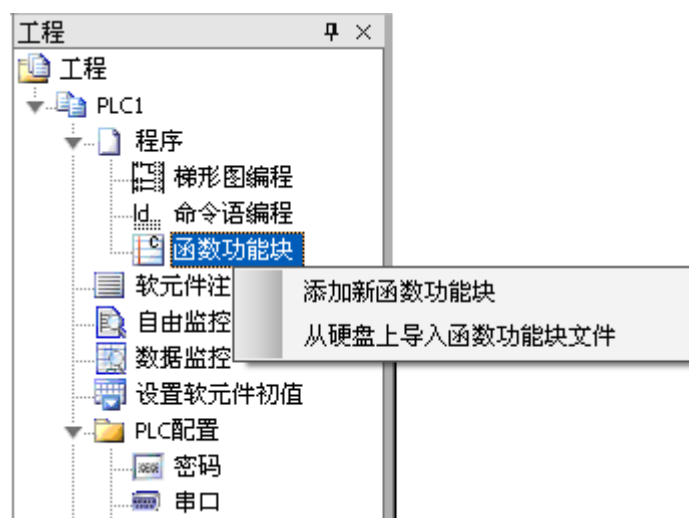 工程
工程
PLC1
程序
梯形图编程
命令语编程
函数功能块
添加新函数功能块
从硬盘上导入函数功能块文件
软元件注
自由监控
数据监控
设置软元件初值
PLC配置
密码
串口